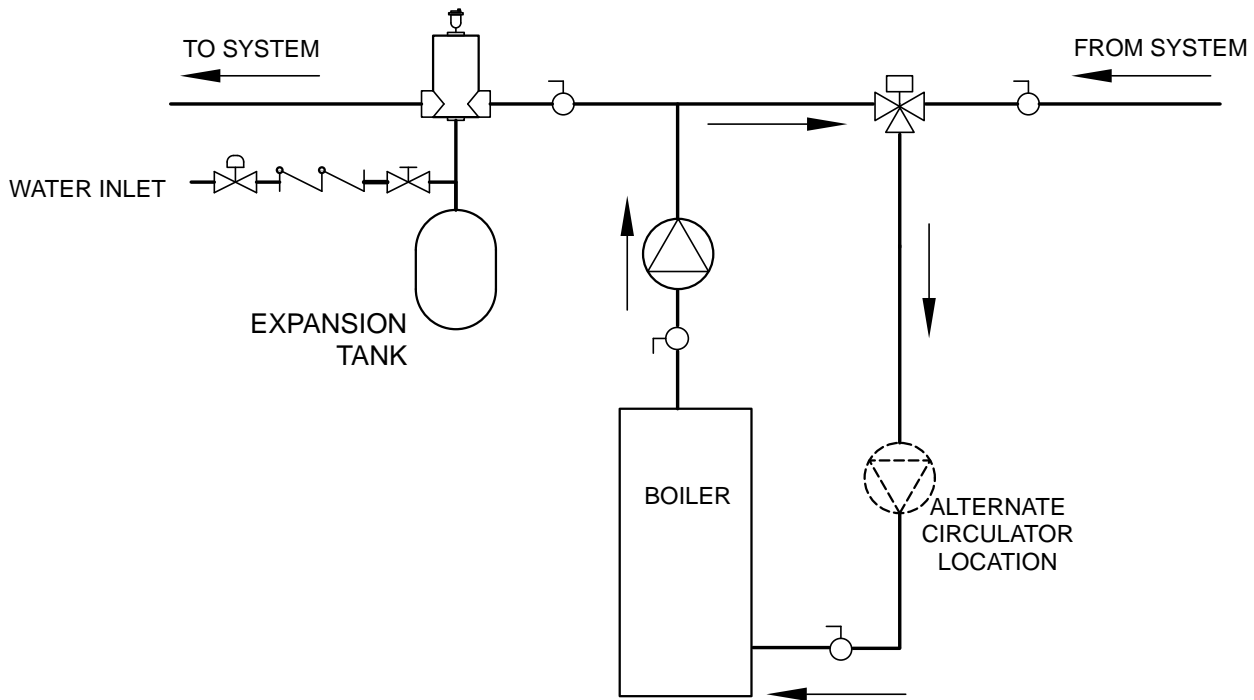 TO SYSTEM
FROM SYSTEM
WATER INLET
EXPANSION
TANK
BOILER
ALTERNATE
CIRCULATOR
LOCATION